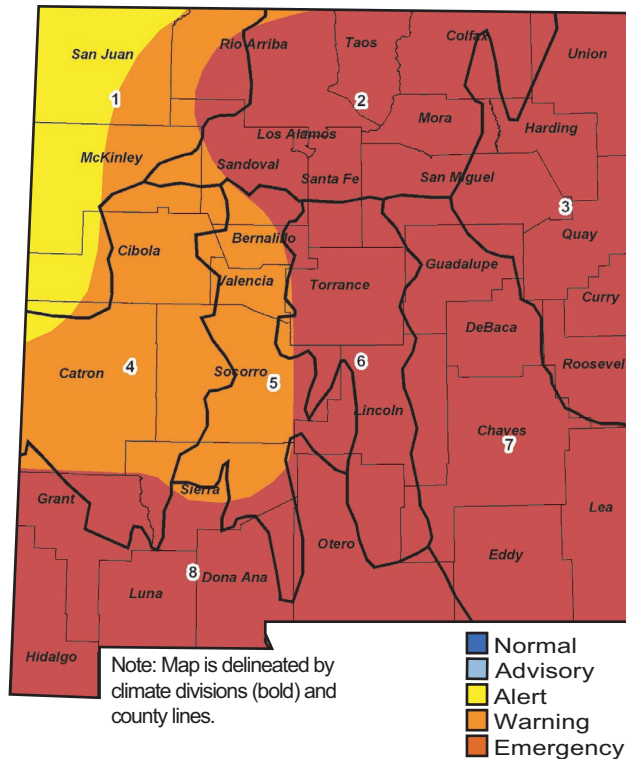 San Juan
Rio Arriba
Taos
Colfax
Union
1
2
Mora
Harding
McKinley
Los Alamos
Sandoval
Santa Fe
San Miguel
3
Quay
Cibola
Bernalillo
Valencia
Torrance
Guadalupe
Curry
DeBaca
Catron
4
Socorro
5
6
Roosevel
Lincoln
Chaves
7
Grant
Sierra
Lea
Otero
Eddy
8
Luna
Dona Ana
Hidalgo
Note: Map is delineated by
climate divisions (bold) and
county lines.
Normal
Advisory
Alert
Warning
Emergency